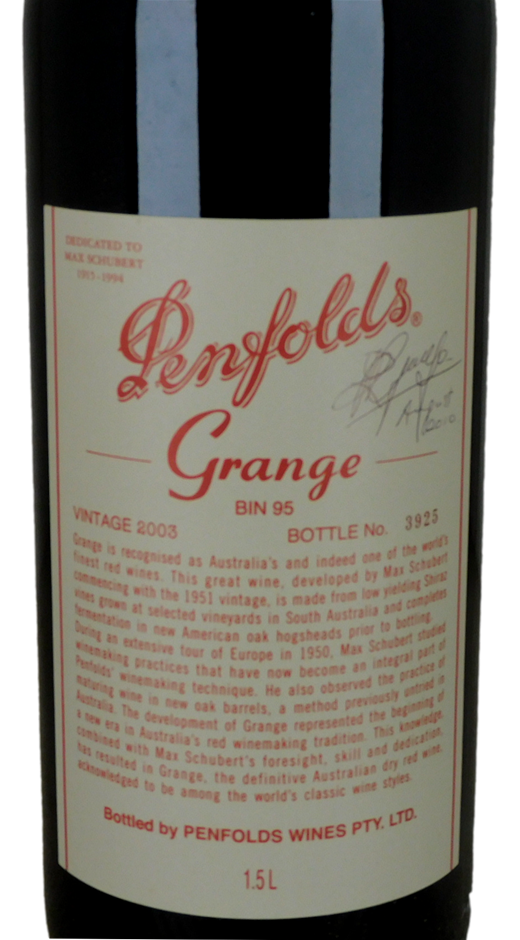 DEDICATED TO
MAX SCHUBERT
1915-1994
Penfolds®
August
2010
Grange
BIN 95
VINTAGE 2003
BOTTLE No. 3925
Grange is recognised as Australia's and indeed one of the world's
finest red wines. This great wine, developed by Max Schubert
commencing with the 1951 vintage, is made from low yielding Shiraz
vines grown at selected vineyards in South Australia and completes
fermentation in new American oak hogsheads prior to bottling.
During an extensive tour of Europe in 1950, Max Schubert studied
winemaking practices that have now become an integral part of
Penfolds' winemaking technique. He also observed the practice of
maturing wine in new oak barrels, a method previously untried in
Australia. The development of Grange represented the beginning of
a new era in Australia's red winemaking tradition. This knowledge,
combined with Max Schubert's foresight, skill and dedication,
has resulted in Grange, the definitive Australian dry red wine,
acknowledged to be among the world's classic wine styles.
Bottled by PENFOLDS WINES PTY. LTD.
1.5 L